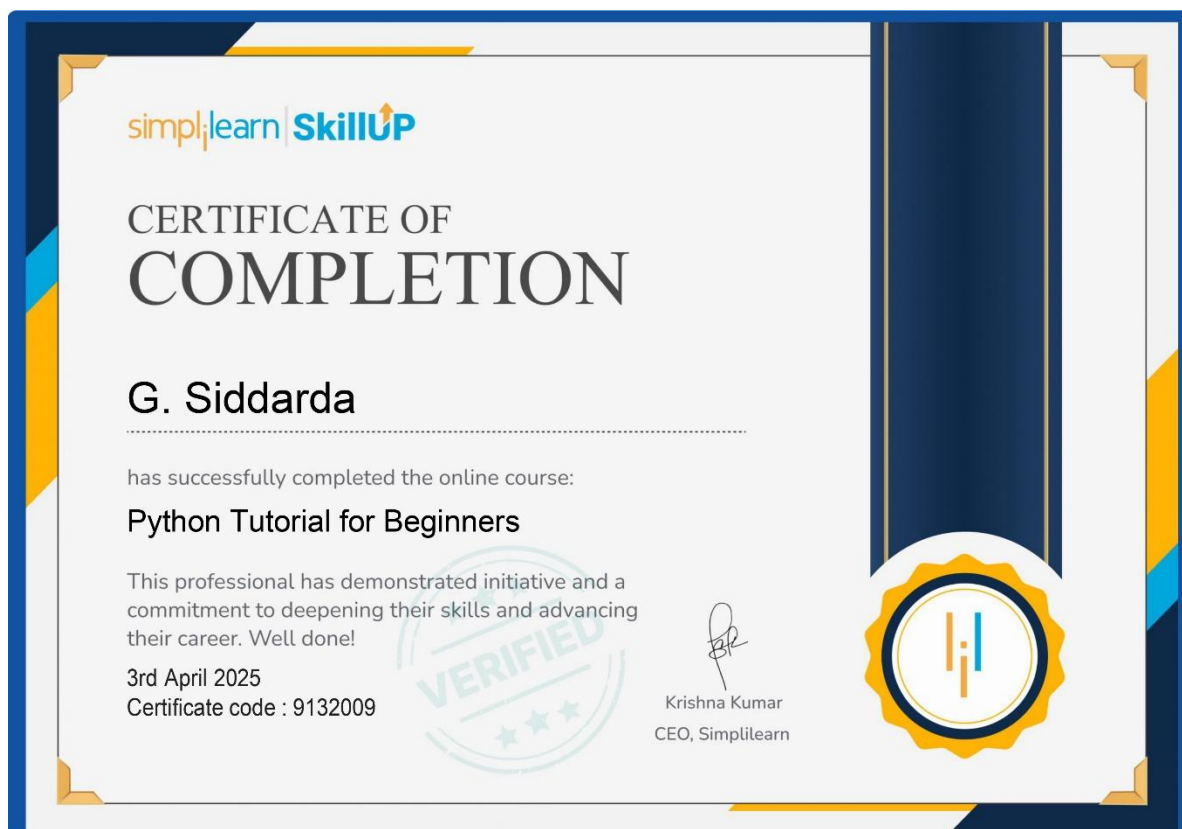 simplilearn | SkillUP
CERTIFICATE OF
COMPLETION
G. Siddarda
has successfully completed the online course:
Python Tutorial for Beginners
This professional has demonstrated initiative and a
commitment to deepening their skills and advancing
their career. Well done!
VERIFIED
3rd April 2025
Certificate code : 9132009
Krishna Kumar
CEO, Simplilearn